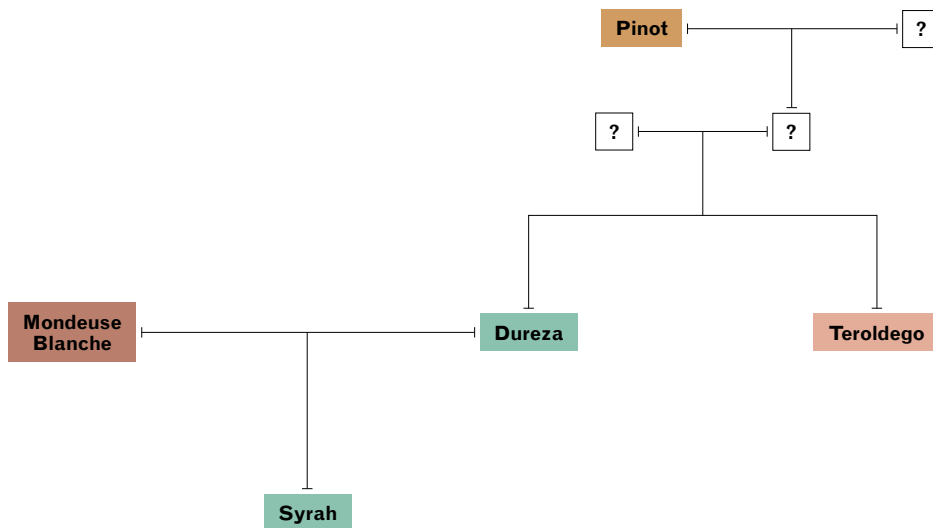 Pinot
?
?
?
Mondeuse
Blanche
Dureza
Teroldego
Syrah